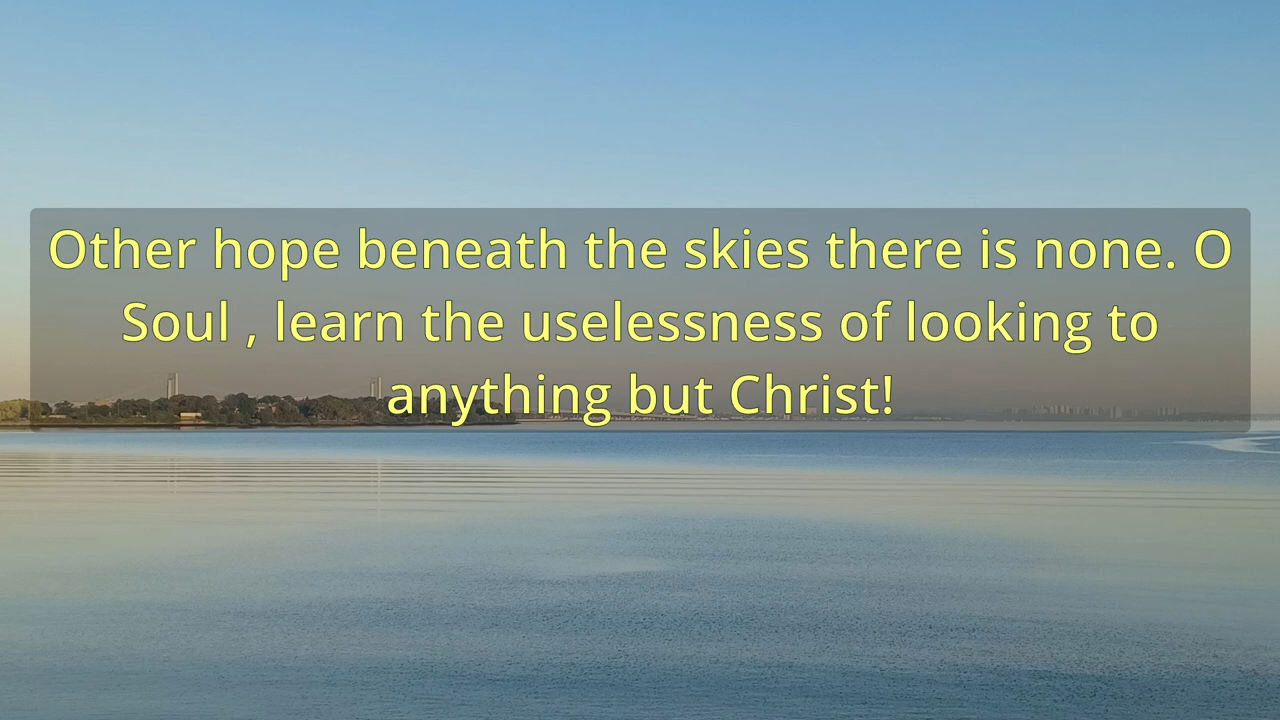 Other hope beneath the skies there is none. O
Soul , learn the uselessness of looking to
anything but Christ!